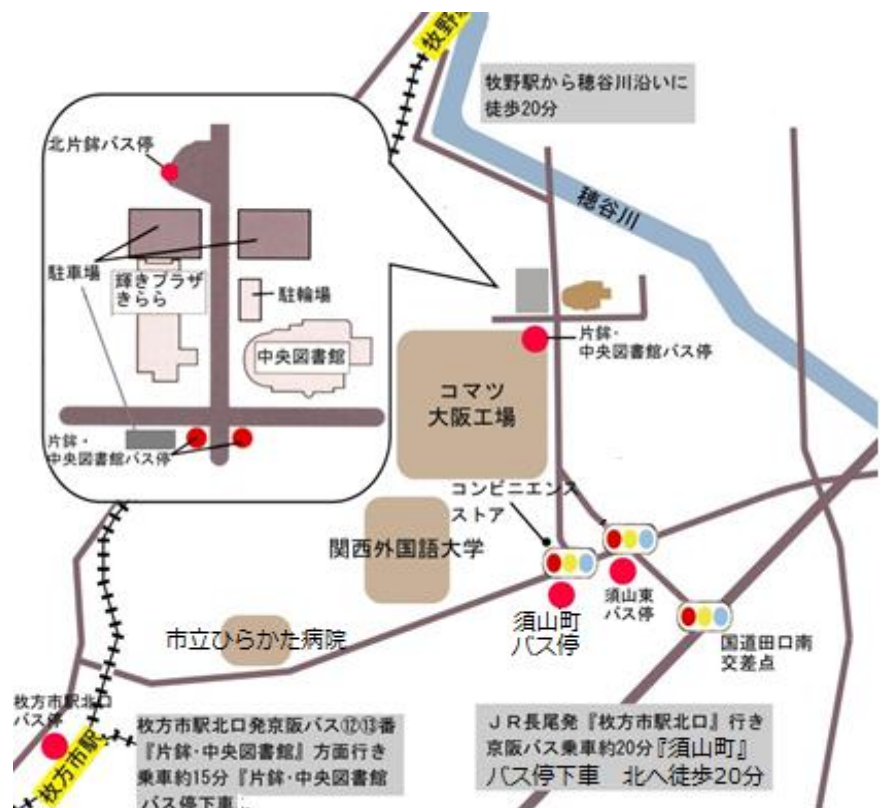 牧野
牧野駅から穂谷川沿いに
徒歩20分
北片鉾バス停
穂谷川
駐車場
輝きプラザ
きらら
駐輪場
中央図書館
片鉾・
中央図書館バス停
片鉾・
中央図書館バス停
コマツ
大阪工場
コンビニエンス
ストア
関西外国語大学
須山町
バス停
須山東
バス停
国道田口南
交差点
市立ひらかた病院
枚方市駅北口
バス停
枚方市駅
枚方市駅北口発京阪バス⑫⑬番
『片鉾・中央図書館』方面行き
乗車約15分『片鉾・中央図書館
バス停下車
ＪＲ長尾発『枚方市駅北口』行き
京阪バス乗車約20分『須山町』
バス停下車　北へ徒歩20分